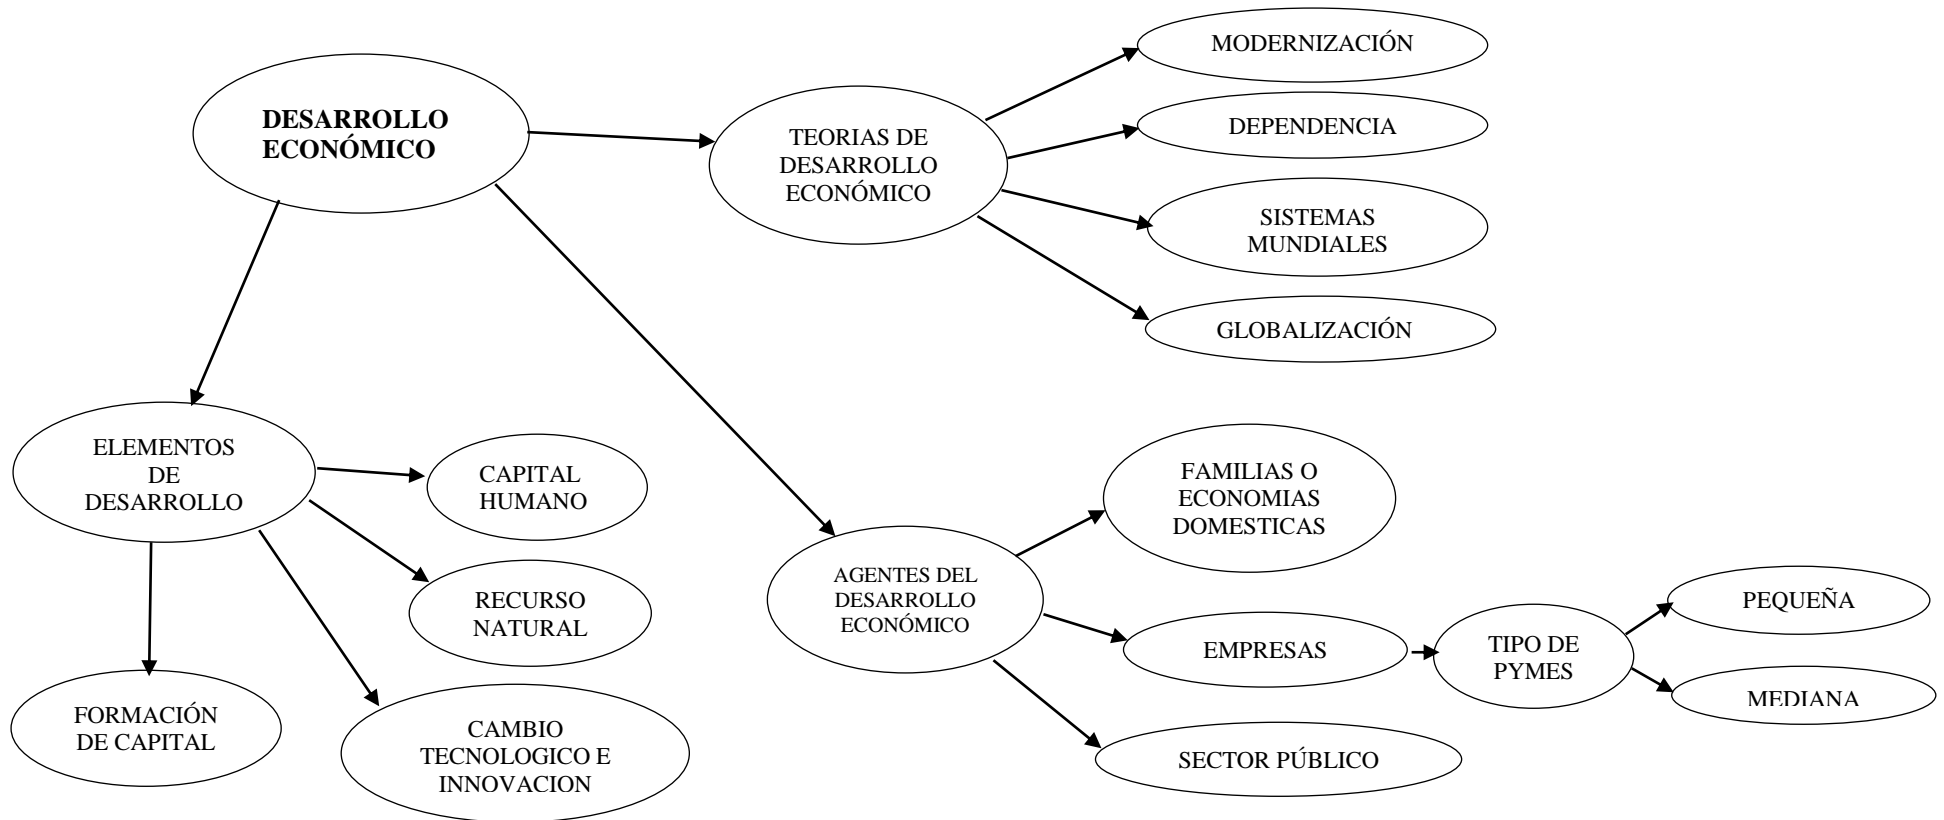 DESARROLLO
ECONÓMICO
TEORIAS DE
DESARROLLO
ECONÓMICO
MODERNIZACIÓN
DEPENDENCIA
SISTEMAS
MUNDIALES
GLOBALIZACIÓN
ELEMENTOS
DE
DESARROLLO
CAPITAL
HUMANO
RECURSO
NATURAL
CAMBIO
TECNOLOGICO E
INNOVACION
FORMACIÓN
DE CAPITAL
AGENTES DEL
DESARROLLO
ECONÓMICO
FAMILIAS O
ECONOMIAS
DOMESTICAS
EMPRESAS
SECTOR PÚBLICO
TIPO DE
PYMES
PEQUEÑA
MEDIANA